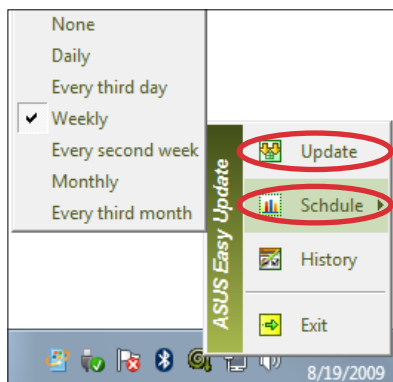 None
Daily
Every third day
Weekly
Every second week
Monthly
Every third month
ASUS Easy Update
Update
Schdule
History
Exit
8/19/2009